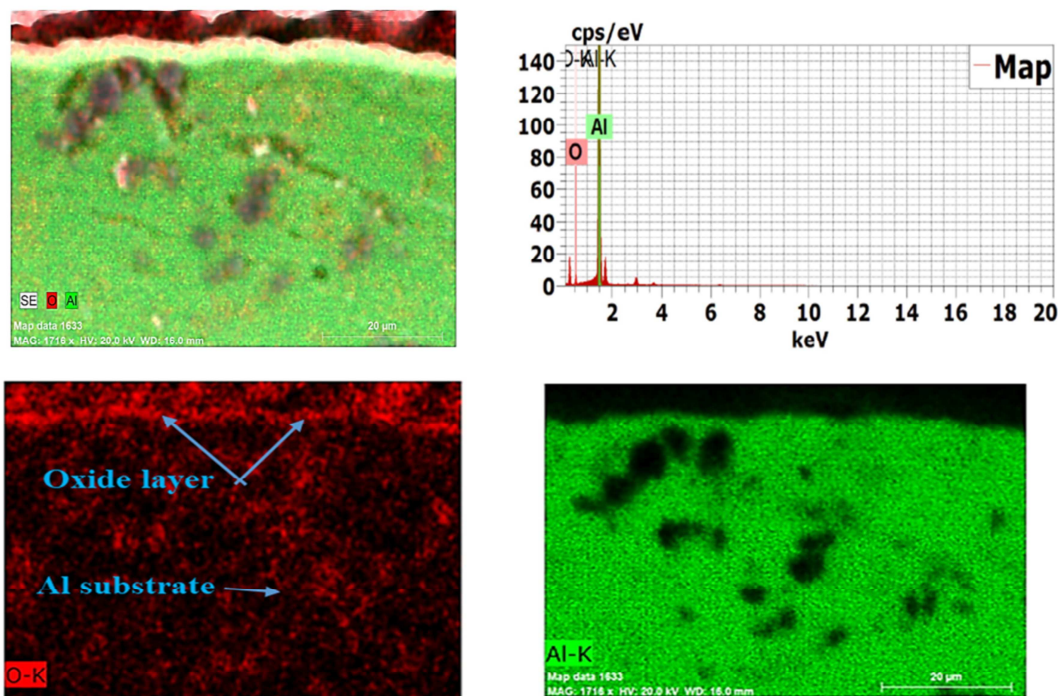 SE O Al
Map data 1633
MAG: 1716 x HV: 20.0 kV WD: 15.0 mm
20 µm
cps/eV
O-K Al-K
140
120
100
80
60
40
20
0
Al
O
Map
2 4 6 8 10 12 14 16 18 20
keV
Oxide layer
Al substrate
O-K
Al-K
Map data 1633
MAG: 1716 x HV: 20.0 kV WD: 15.0 mm
20 µm